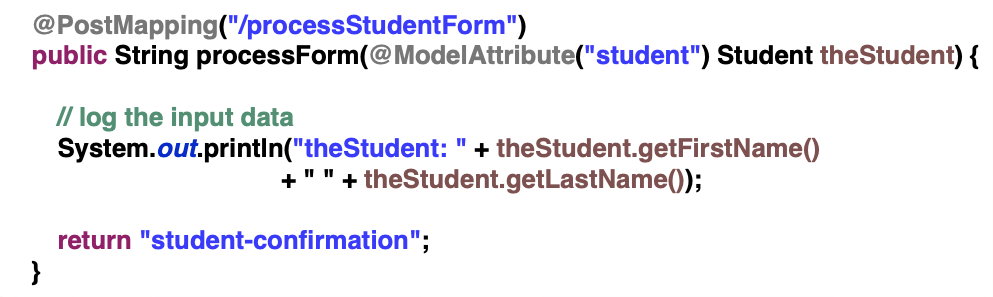 @PostMapping("/processStudentForm")
public String processForm(@ModelAttribute("student") Student theStudent) {
// log the input data
System.out.println("theStudent: " + theStudent.getFirstName()
+ " " + theStudent.getLastName());
return "student-confirmation";
}